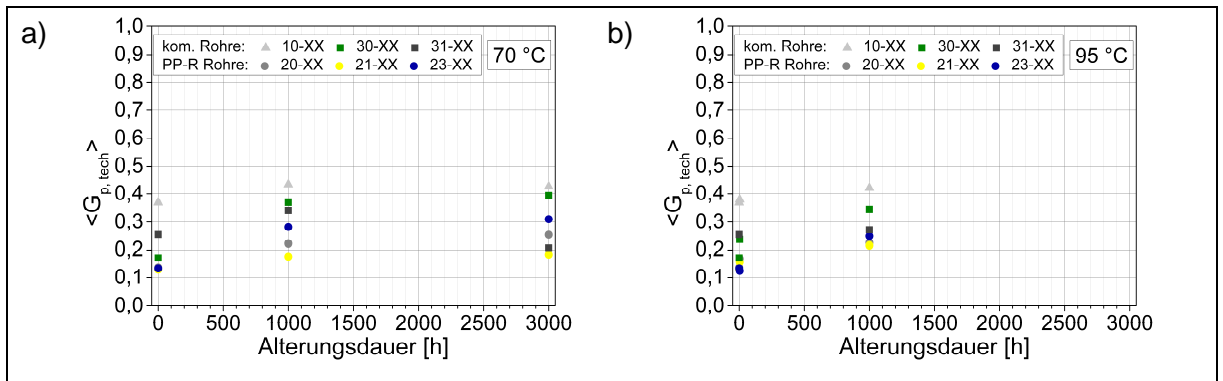 a)
1,0
0,9
0,8
0,7
0,6
0,5
0,4
0,3
0,2
0,1
0,0
<G p, tech>
kom. Rohre: 10-XX 30-XX 31-XX
PP-R Rohre: 20-XX 21-XX 23-XX
70 °C
0 500 1000 1500 2000 2500 3000
Alterungsdauer [h]
b)
1,0
0,9
0,8
0,7
0,6
0,5
0,4
0,3
0,2
0,1
0,0
<G p, tech>
kom. Rohre: 10-XX 30-XX 31-XX
PP-R Rohre: 20-XX 21-XX 23-XX
95 °C
0 500 1000 1500 2000 2500 3000
Alterungsdauer [h]